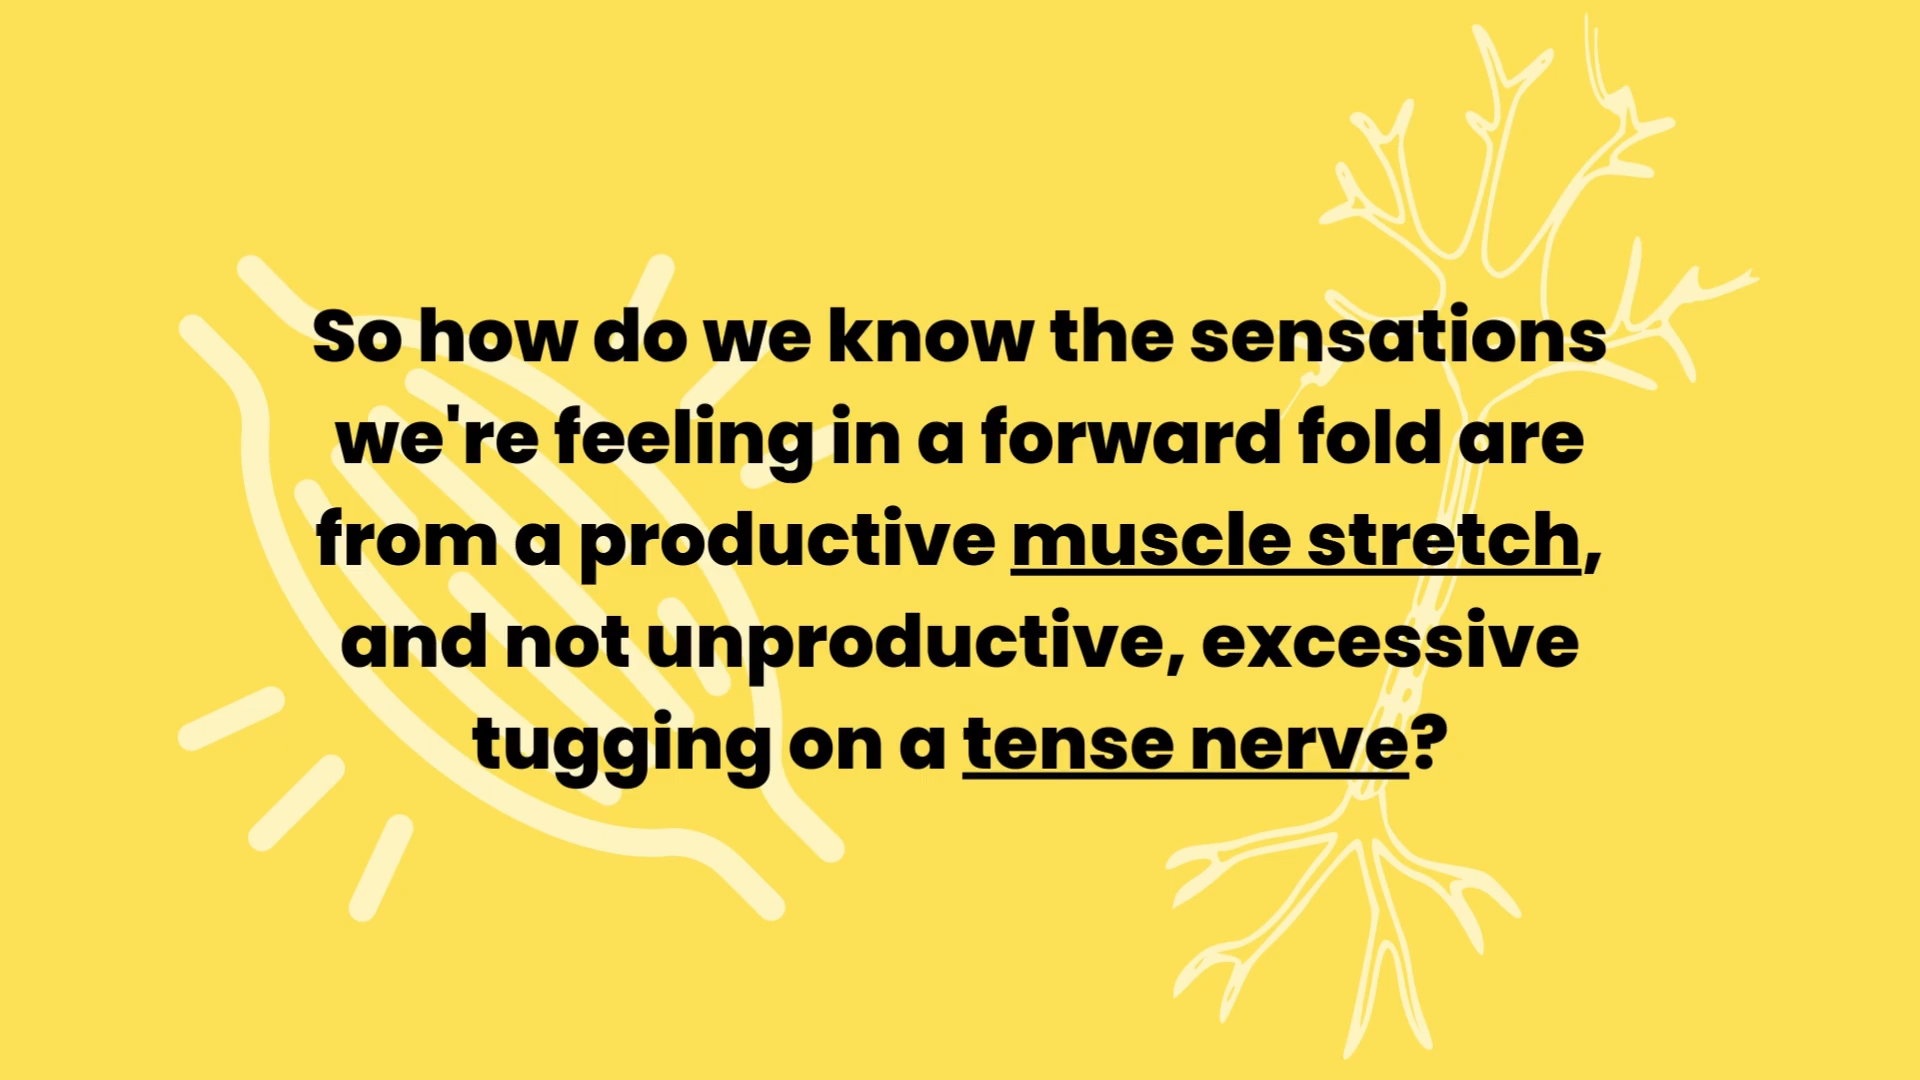 So how do we know the sensations
we're feeling in a forward fold are
from a productive muscle stretch,
and not unproductive, excessive
tugging on a tense nerve?